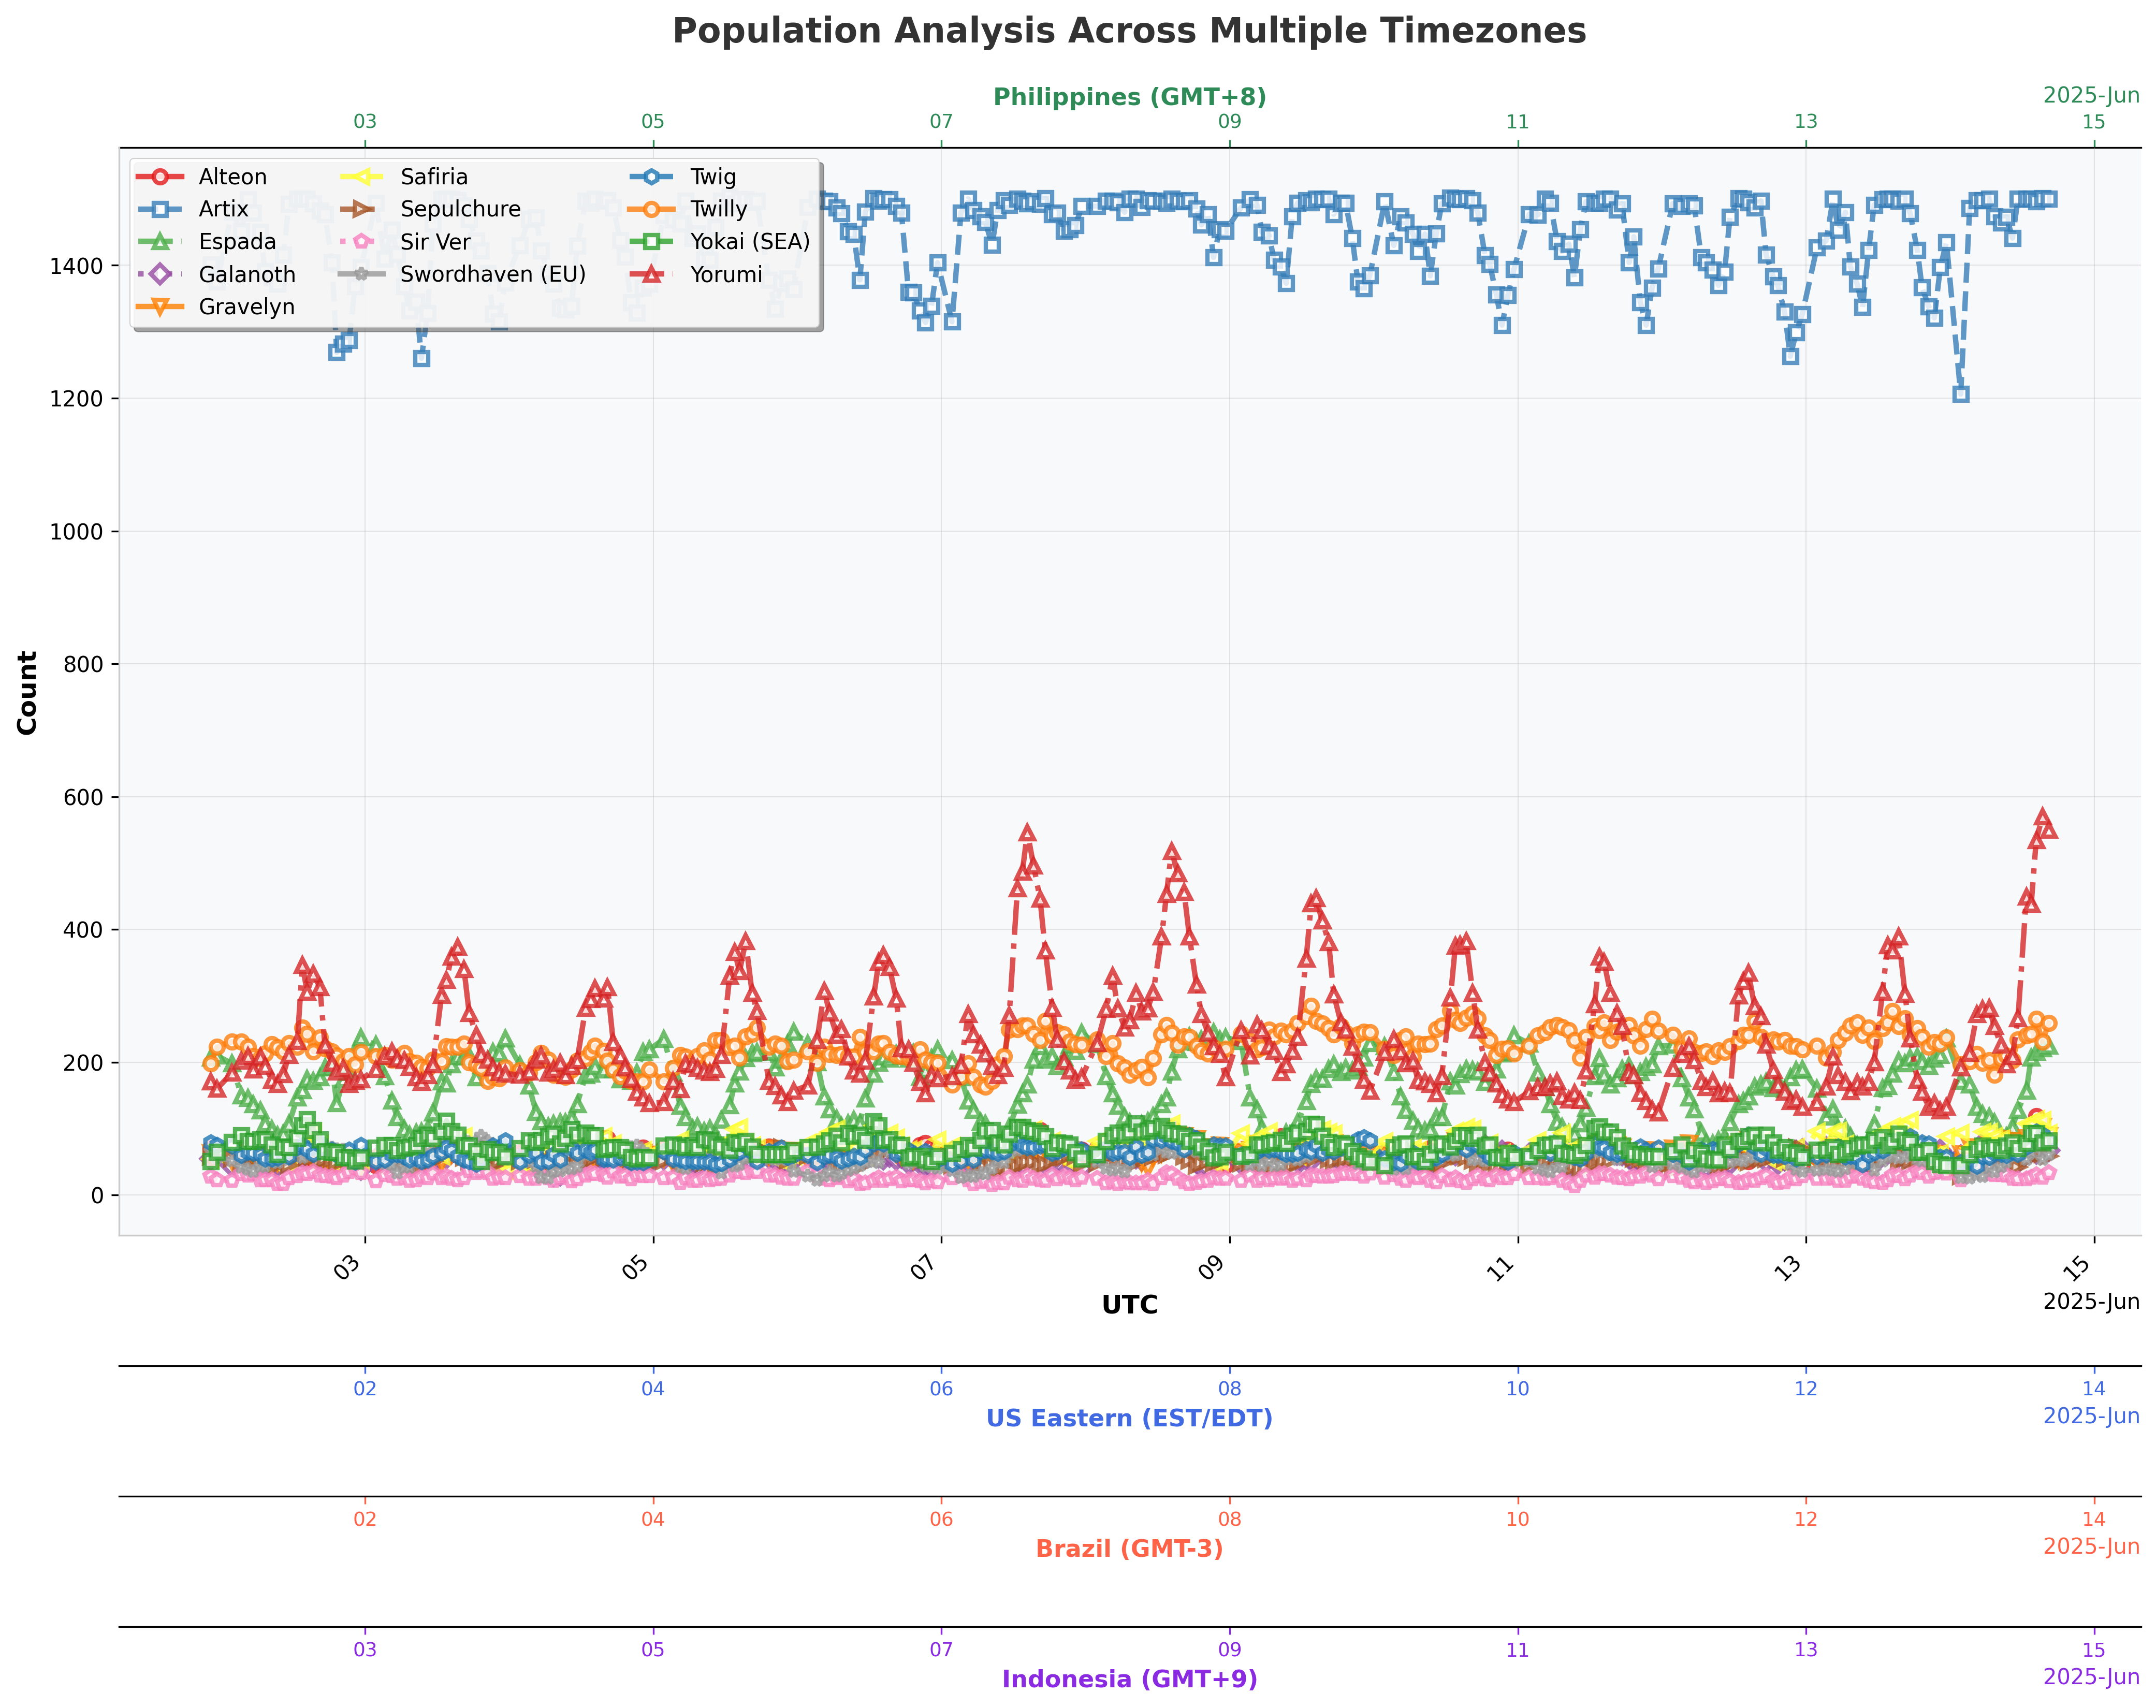 Population Analysis Across Multiple Timezones
Philippines (GMT+8)
2025-Jun
03 05 07 09 11 13 15
Alteon Safiria Twig
Artix Sepulchure Twilly
Espada Sir Ver Yokai (SEA)
Galanoth Swordhaven (EU) Yorumi
Gravelyn
1400
1200
1000
800
600
400
200
0
Count
03 05 07 09 11 13 15
UTC
2025-Jun
02 04 06 08 10 12 14
US Eastern (EST/EDT)
2025-Jun
02 04 06 08 10 12 14
Brazil (GMT-3)
2025-Jun
03 05 07 09 11 13 15
Indonesia (GMT+9)
2025-Jun